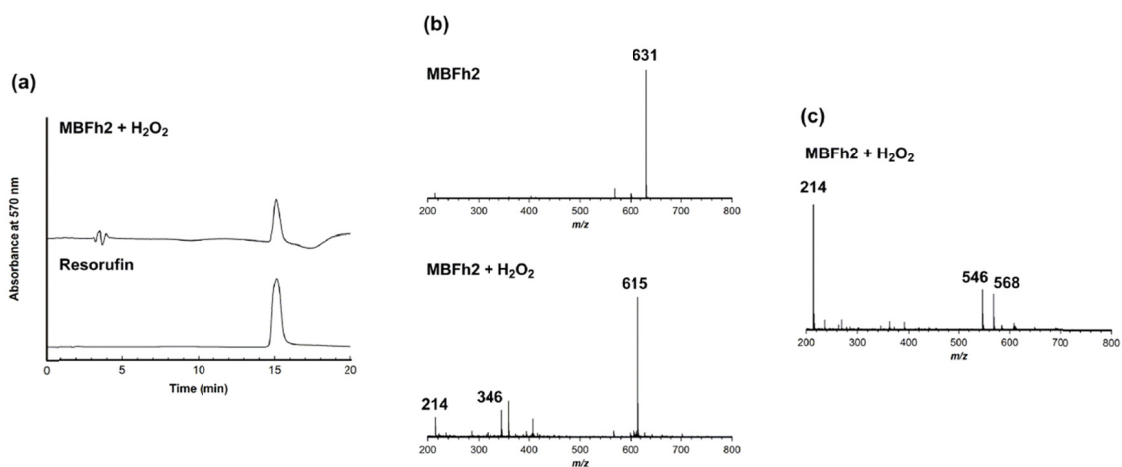 (a)
MBFh2 + H₂O₂
Resorufin
Absorbance at 570 nm
0 5 10 15 20
Time (min)
(b)
MBFh2
631
200 300 400 500 600 700 800
m/z
MBFh2 + H₂O₂
615
346
214
200 300 400 500 600 700 800
m/z
(c)
MBFh2 + H₂O₂
214
546 568
200 300 400 500 600 700 800
m/z